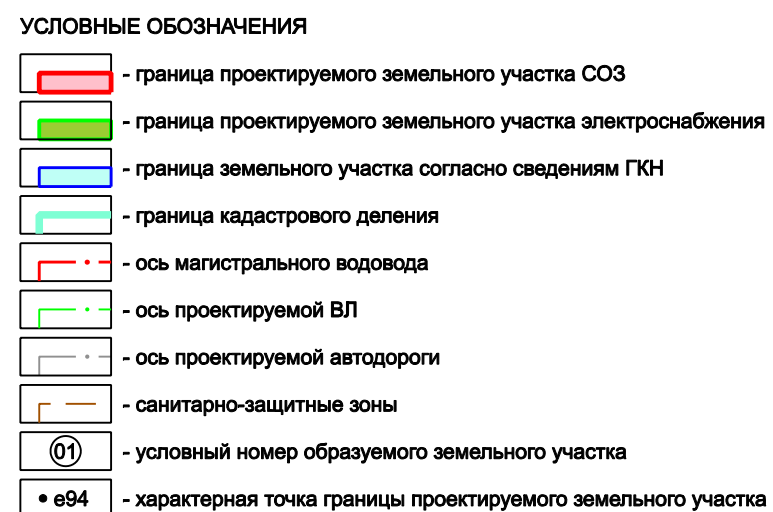 УСЛОВНЫЕ ОБОЗНАЧЕНИЯ
- граница проектируемого земельного участка СОЗ
- граница проектируемого земельного участка электроснабжения
- граница земельного участка согласно сведениям ГКН
- граница кадастрового деления
- ось магистрального водовода
- ось проектируемой ВЛ
- ось проектируемой автодороги
- санитарно-защитные зоны
01 - условный номер образуемого земельного участка
• е94 - характерная точка границы проектируемого земельного участка